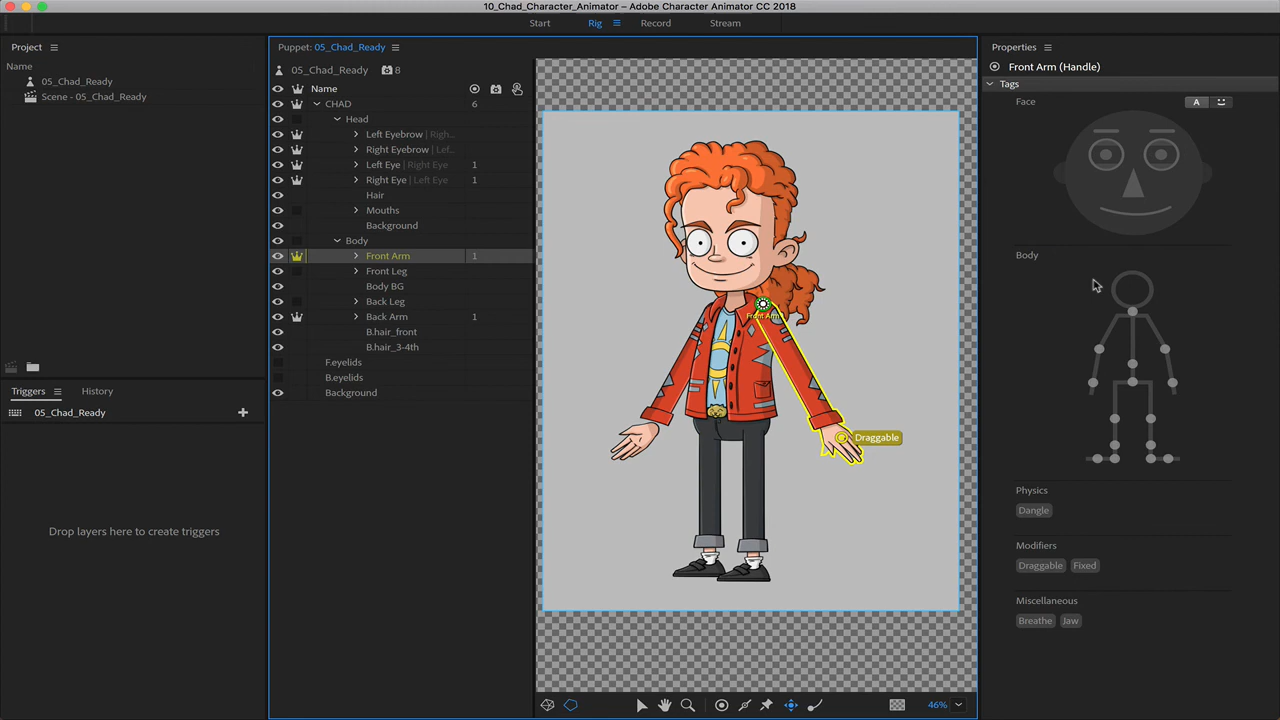 10_Chad_Character_Animator – Adobe Character Animator CC 2018
Start Rig Record Stream
Project
Name
05_Chad_Ready
Scene - 05_Chad_Ready
Triggers History
05_Chad_Ready
Drop layers here to create triggers
Puppet: 05_Chad_Ready
05_Chad_Ready 8
Name
CHAD 6
Head
Left Eyebrow | Righ...
Right Eyebrow | Lef...
Left Eye | Right Eye 1
Right Eye | Left Eye 1
Hair
Mouths
Background
Body
Front Arm 1
Front Leg
Body BG
Back Leg
Back Arm 1
B.hair_front
B.hair_3-4th
F.eyelids
B.eyelids
Background
Front Arm
Draggable
46%
Properties
Front Arm (Handle)
Tags
Face A
Body
Physics
Dangle
Modifiers
Draggable Fixed
Miscellaneous
Breathe Jaw